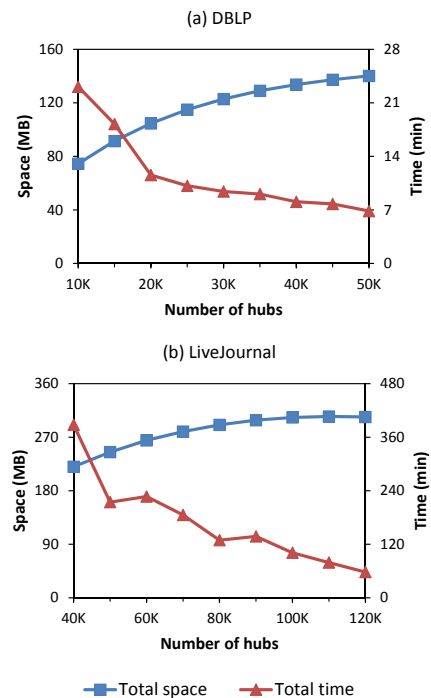 (a) DBLP
160 28
120 21
80 14
40 7
0 0
Space (MB)
Time (min)
10K 20K 30K 40K 50K
Number of hubs
(b) LiveJournal
360 480
270 360
180 240
90 120
0 0
Space (MB)
Time (min)
40K 60K 80K 100K 120K
Number of hubs
Total space Total time